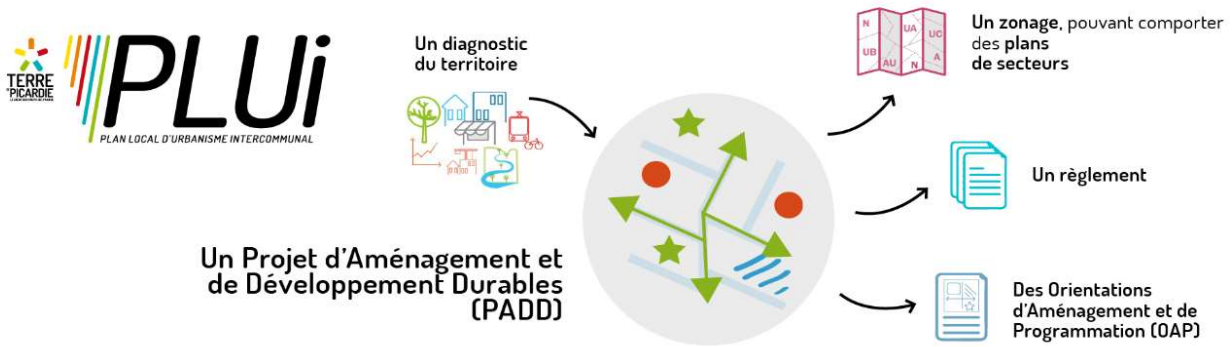 TERRE
DE PICARDIE
PLUi
PLAN LOCAL D'URBANISME INTERCOMMUNAL
Un diagnostic
du territoire
Un Projet d'Aménagement et
de Développement Durables
(PADD)
N
UA
UC
UB
AU
N
A
Un zonage, pouvant comporter
des plans
de secteurs
Un règlement
Des Orientations
d'Aménagement et de
Programmation (OAP)